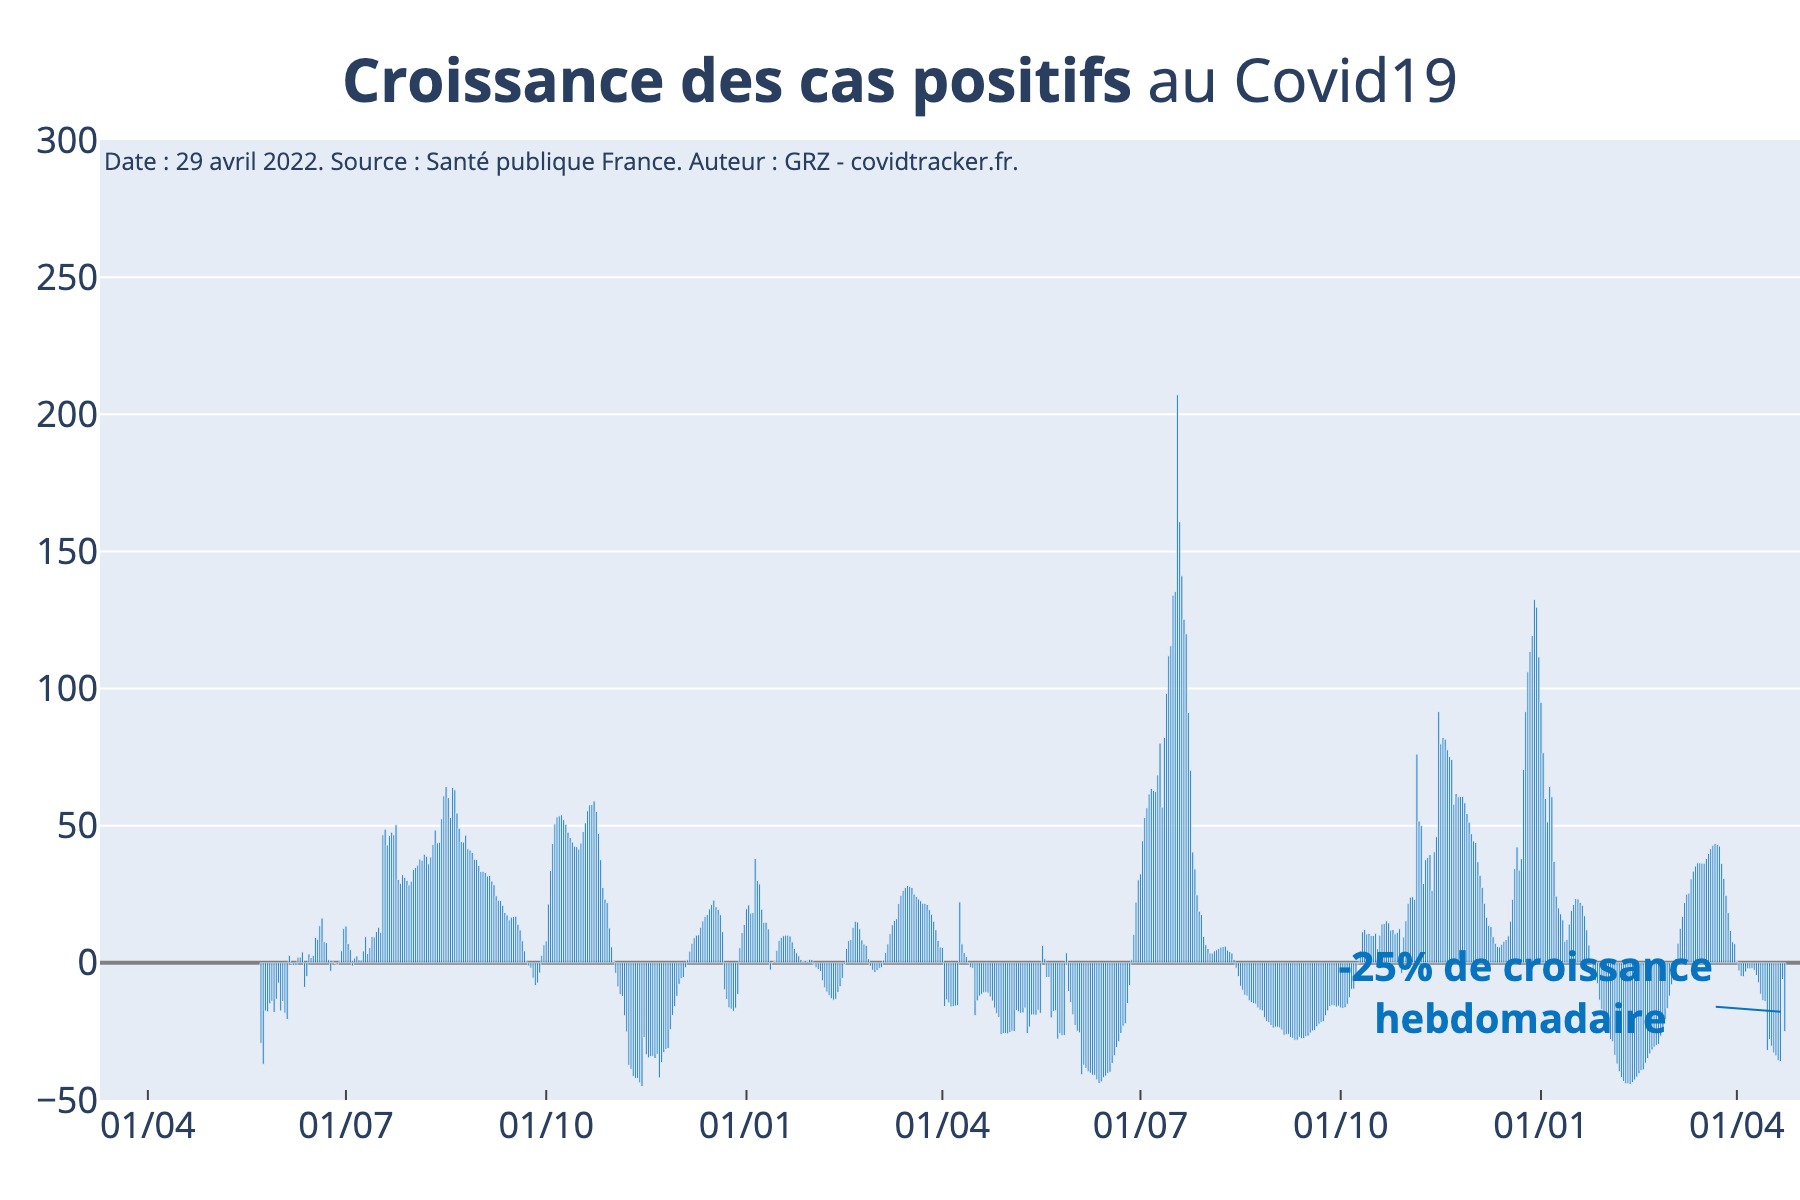 Croissance des cas positifs au Covid19
300
Date : 29 avril 2022. Source : Santé publique France. Auteur : GRZ - covidtracker.fr.
250
200
150
100
50
0
-25% de croissance
hebdomadaire
−50
01/04 01/07 01/10 01/01 01/04 01/07 01/10 01/01 01/04